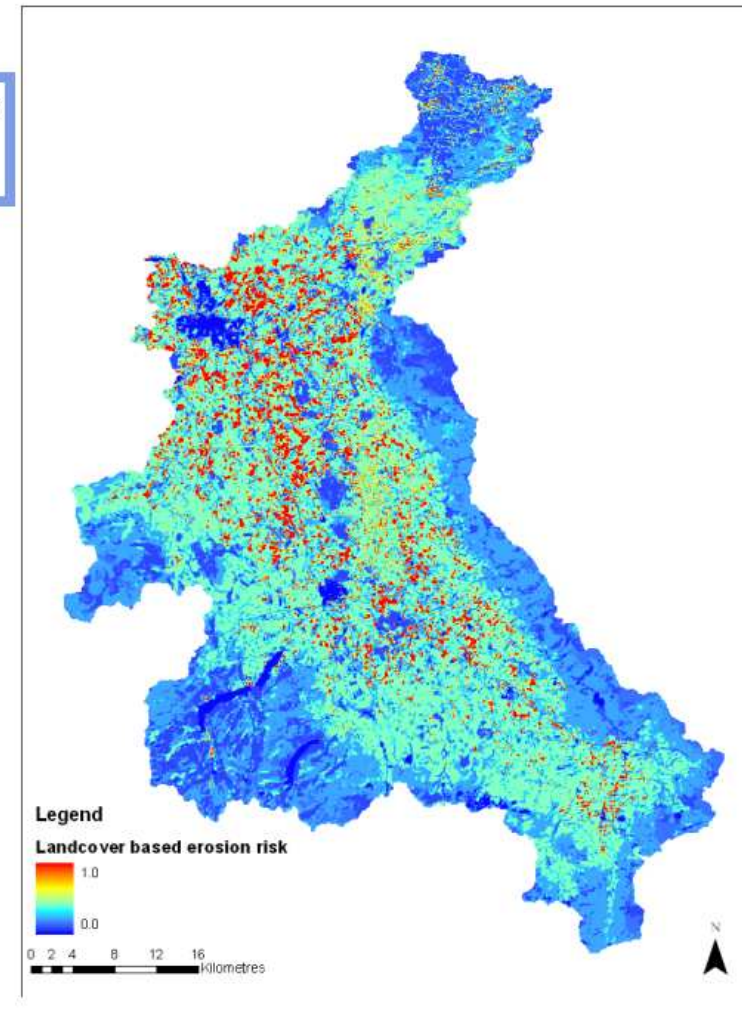 N
Legend
Landcover based erosion risk
1.0
0.0
0 2 4 8 12 16
Kilometres